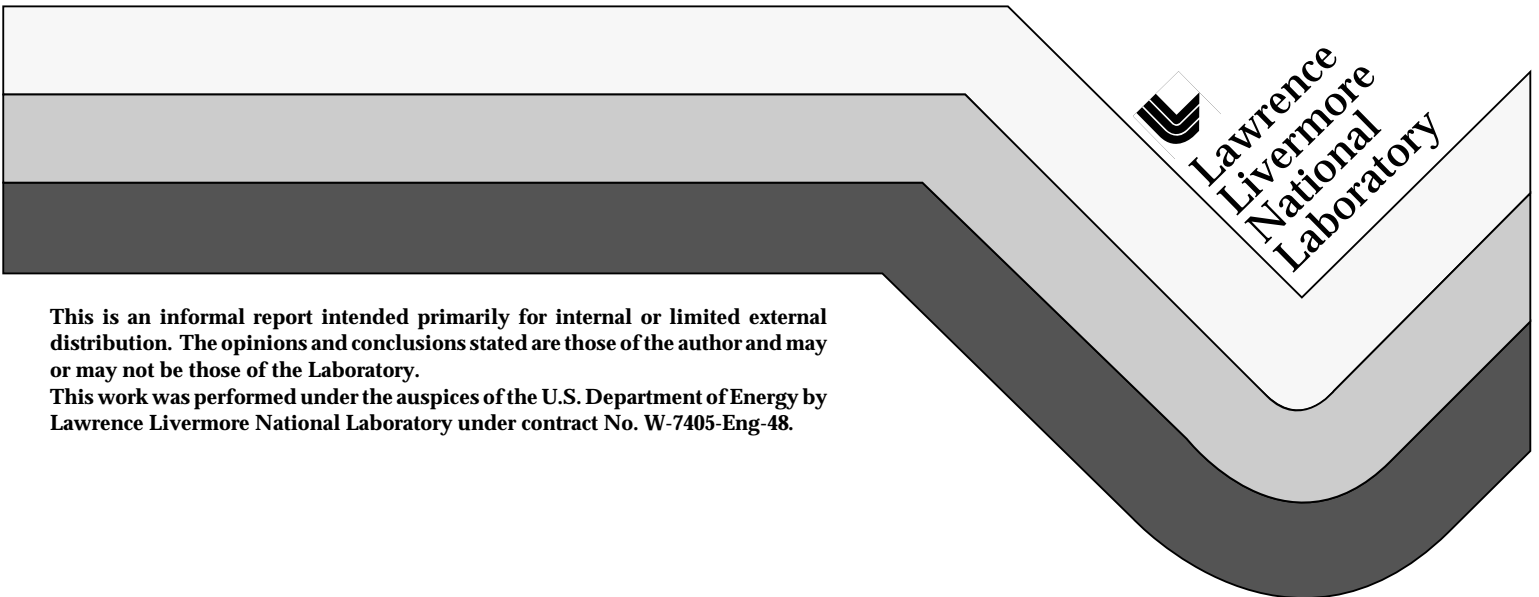 Lawrence
Livermore
National
Laboratory
This is an informal report intended primarily for internal or limited external
distribution. The opinions and conclusions stated are those of the author and may
or may not be those of the Laboratory.
This work was performed under the auspices of the U.S. Department of Energy by
Lawrence Livermore National Laboratory under contract No. W-7405-Eng-48.